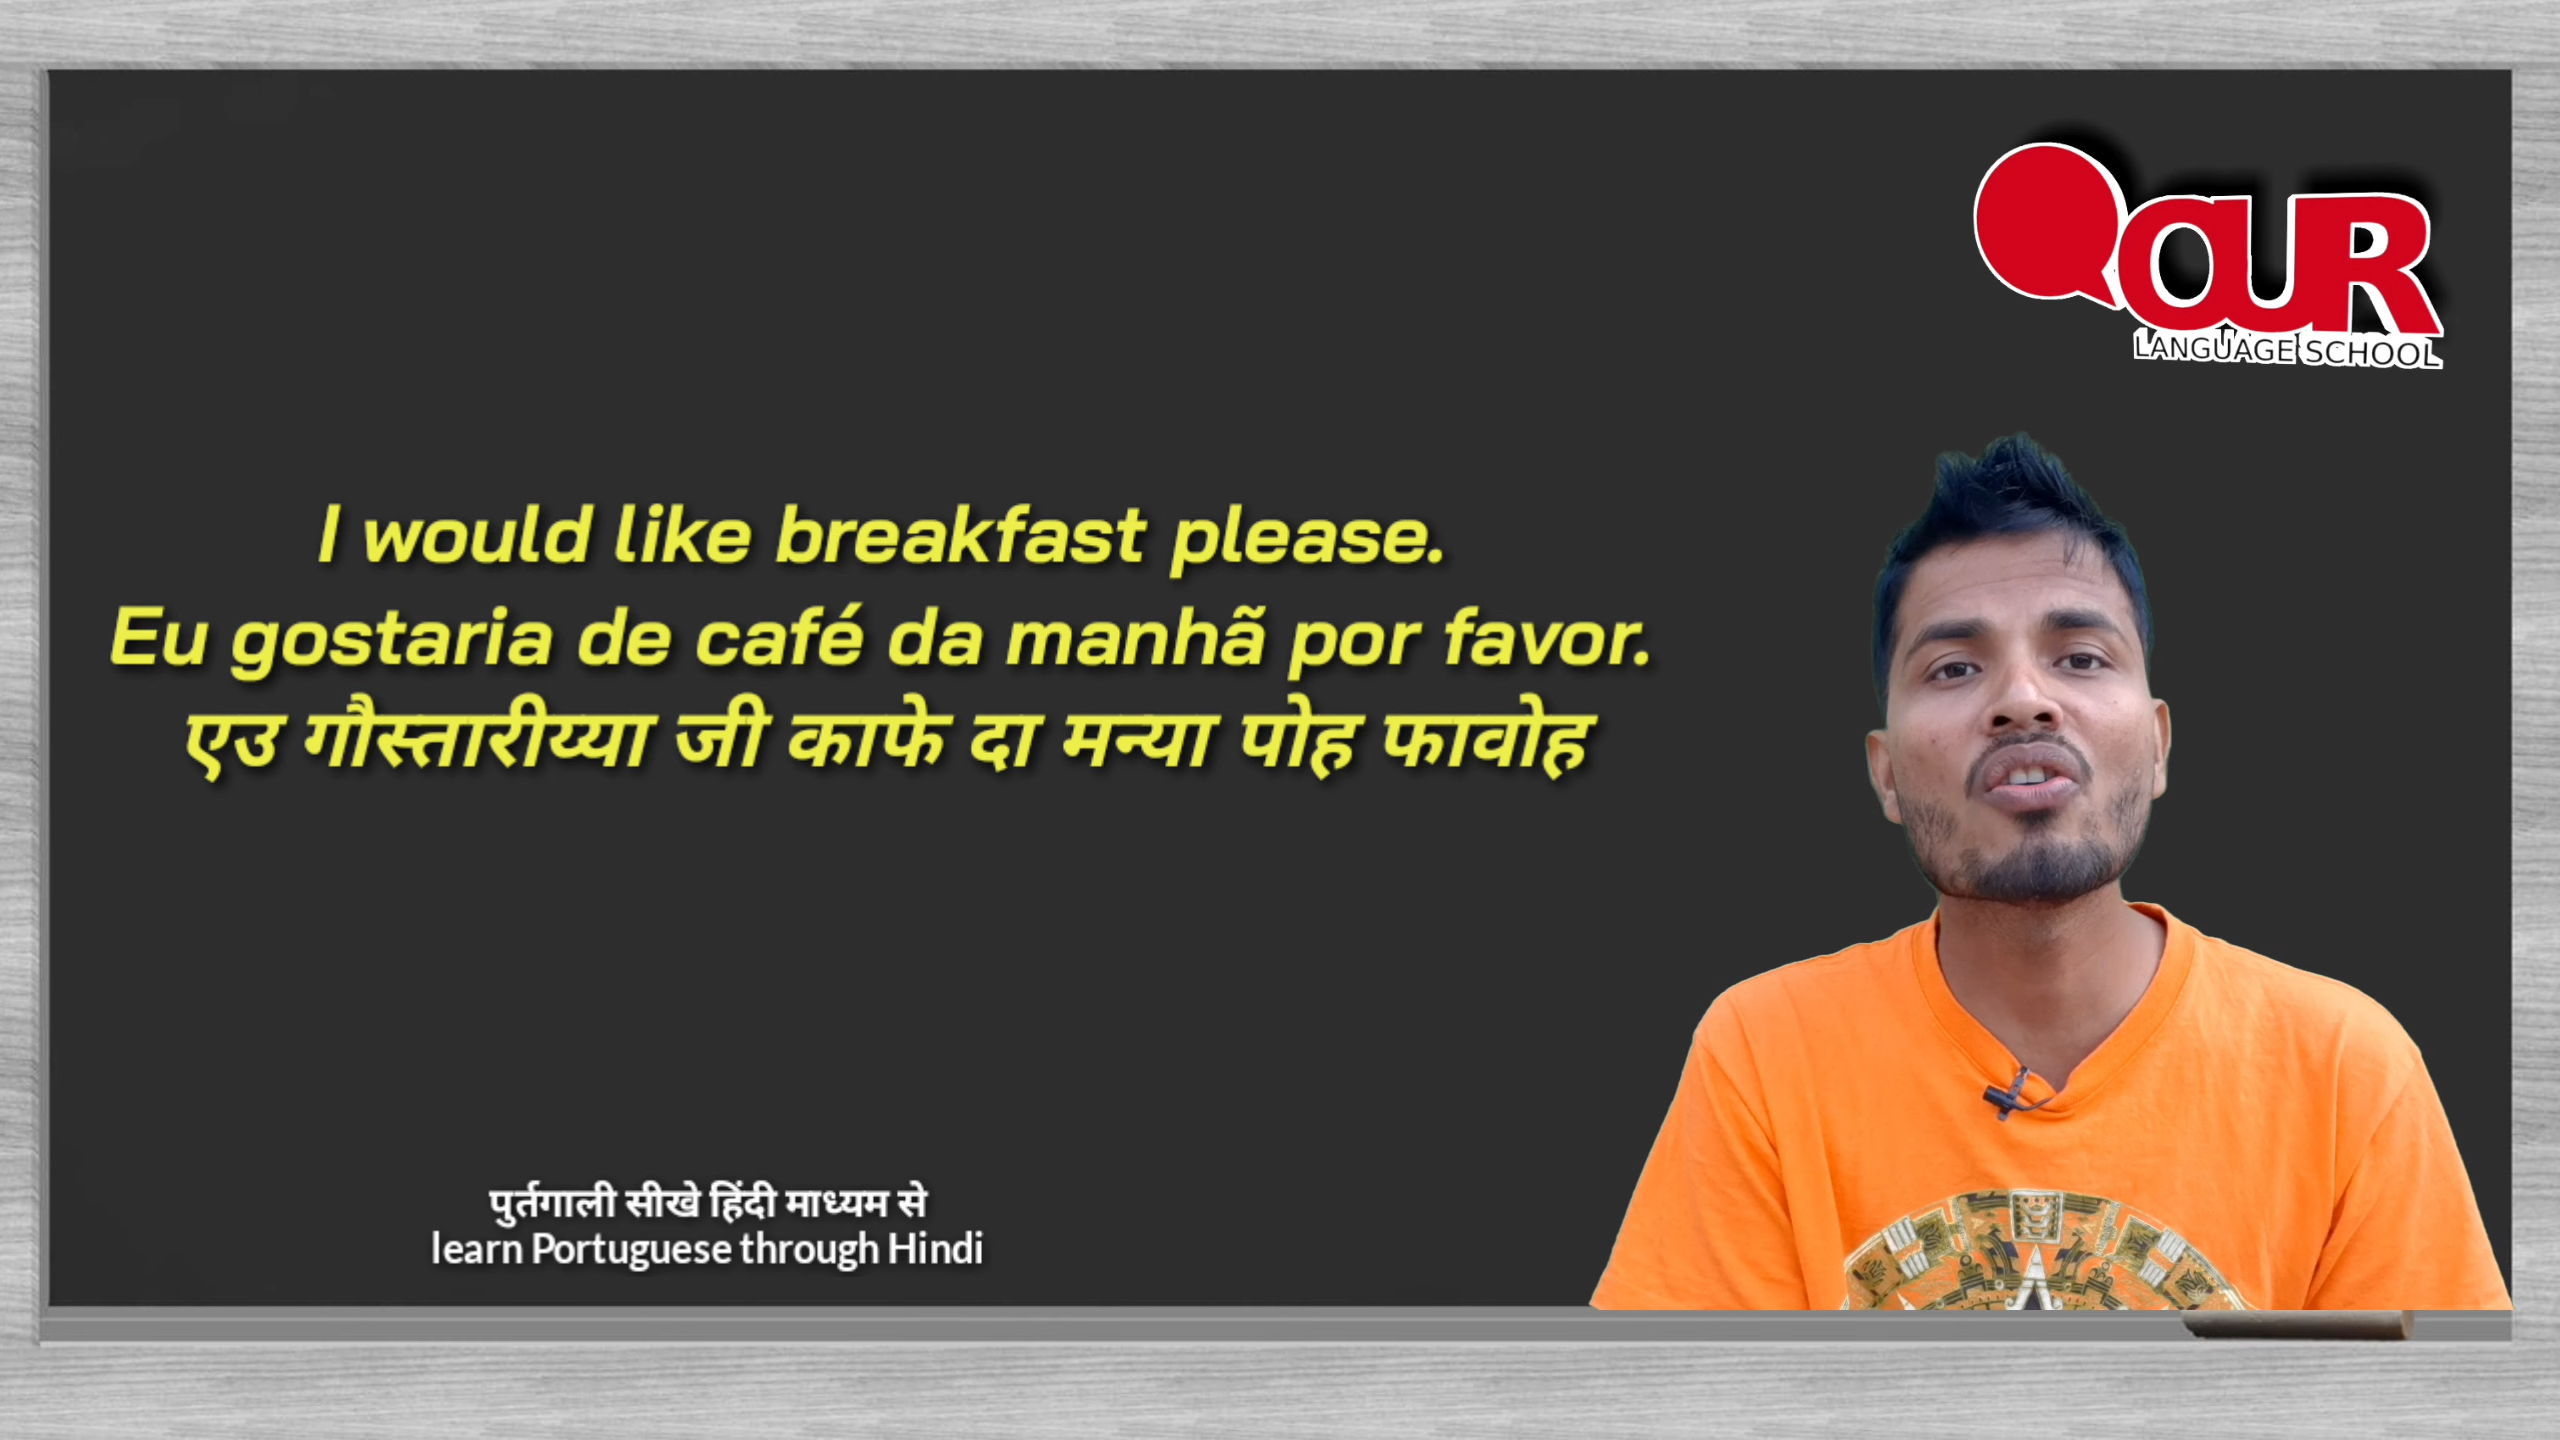 OUR
LANGUAGE SCHOOL
I would like breakfast please.
Eu gostaria de café da manhã por favor.
एउ गौस्तारीय्या जी काफे दा मन्या पोह फावोह
पुर्तगाली सीखे हिंदी माध्यम से
learn Portuguese through Hindi